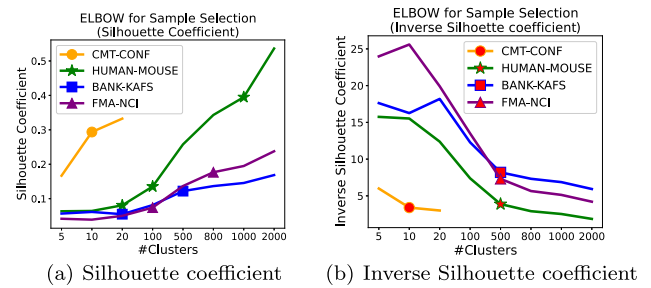 ELBOW for Sample Selection
(Silhouette Coefficient)
CMT-CONF
HUMAN-MOUSE
BANK-KAFS
FMA-NCI
Silhouette Coefficient
0.5
0.4
0.3
0.2
0.1
5 10 20 100 500 800 1000 2000
#Clusters
(a) Silhouette coefficient
ELBOW for Sample Selection
(Inverse Silhoette coefficient)
CMT-CONF
HUMAN-MOUSE
BANK-KAFS
FMA-NCI
Inverse Silhouette Coefficient
25
20
15
10
5
5 10 20 100 500 800 1000 2000
#Clusters
(b) Inverse Silhouette coefficient